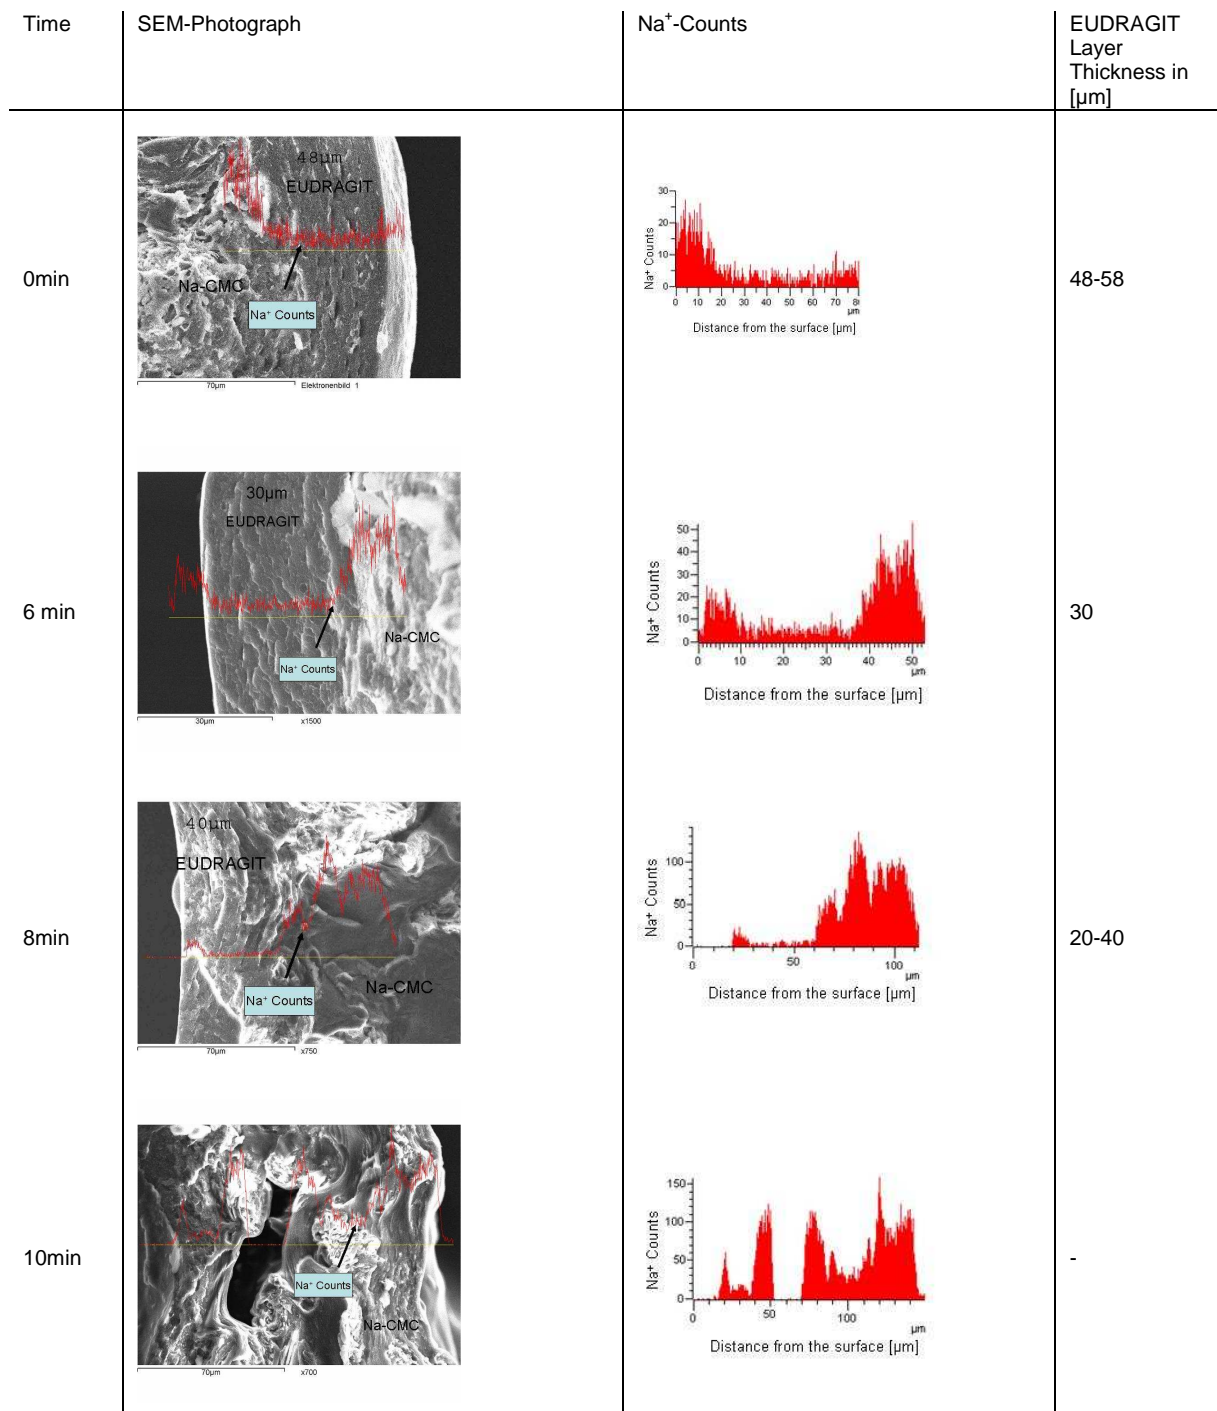 Time SEM-Photograph Na⁺-Counts EUDRAGIT
Layer
Thickness in
[µm]
0min
48µm
EUDRAGIT
Na-CMC
Na⁺ Counts
70µm Elektronenbild 1
30
20
10
0
Na⁺ Counts
0 10 20 30 40 50 60 70 8
µm
Distance from the surface [µm]
48-58
6 min
30µm
EUDRAGIT
Na-CMC
Na⁺ Counts
30µm x1500
50
40
30
20
10
0
Na⁺ Counts
0 10 20 30 40 50
µm
Distance from the surface [µm]
30
8min
40µm
EUDRAGIT
Na-CMC
Na⁺ Counts
70µm x750
100
50
0
Na⁺ Counts
0 50 100
µm
Distance from the surface [µm]
20-40
10min
Na⁺ Counts
Na-CMC
70µm x700
150
100
50
0
Na⁺ Counts
0 50 100
µm
Distance from the surface [µm]
-